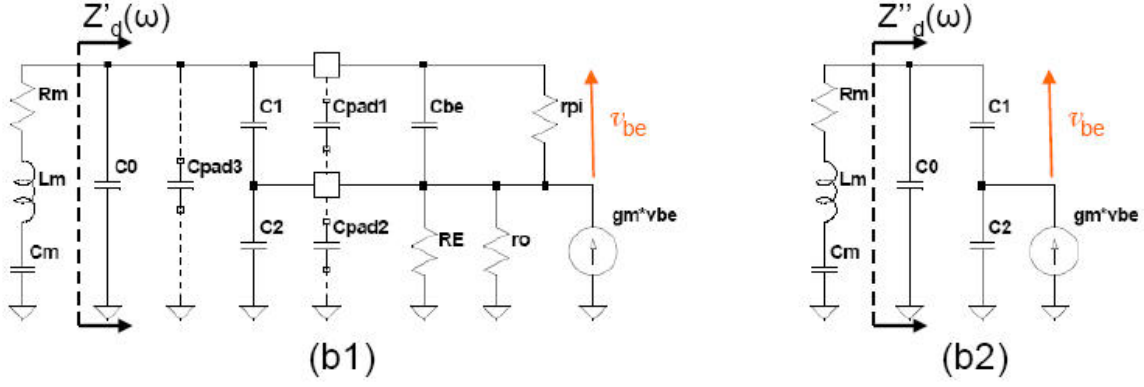 Z'd(ω)
Rm
Lm
Cm
C0
Cpad3
C1
C2
Cpad1
Cpad2
Cbe
RE
ro
rpi
vbe
gm*vbe
(b1)
Z''d(ω)
Rm
Lm
Cm
C0
C1
C2
vbe
gm*vbe
(b2)